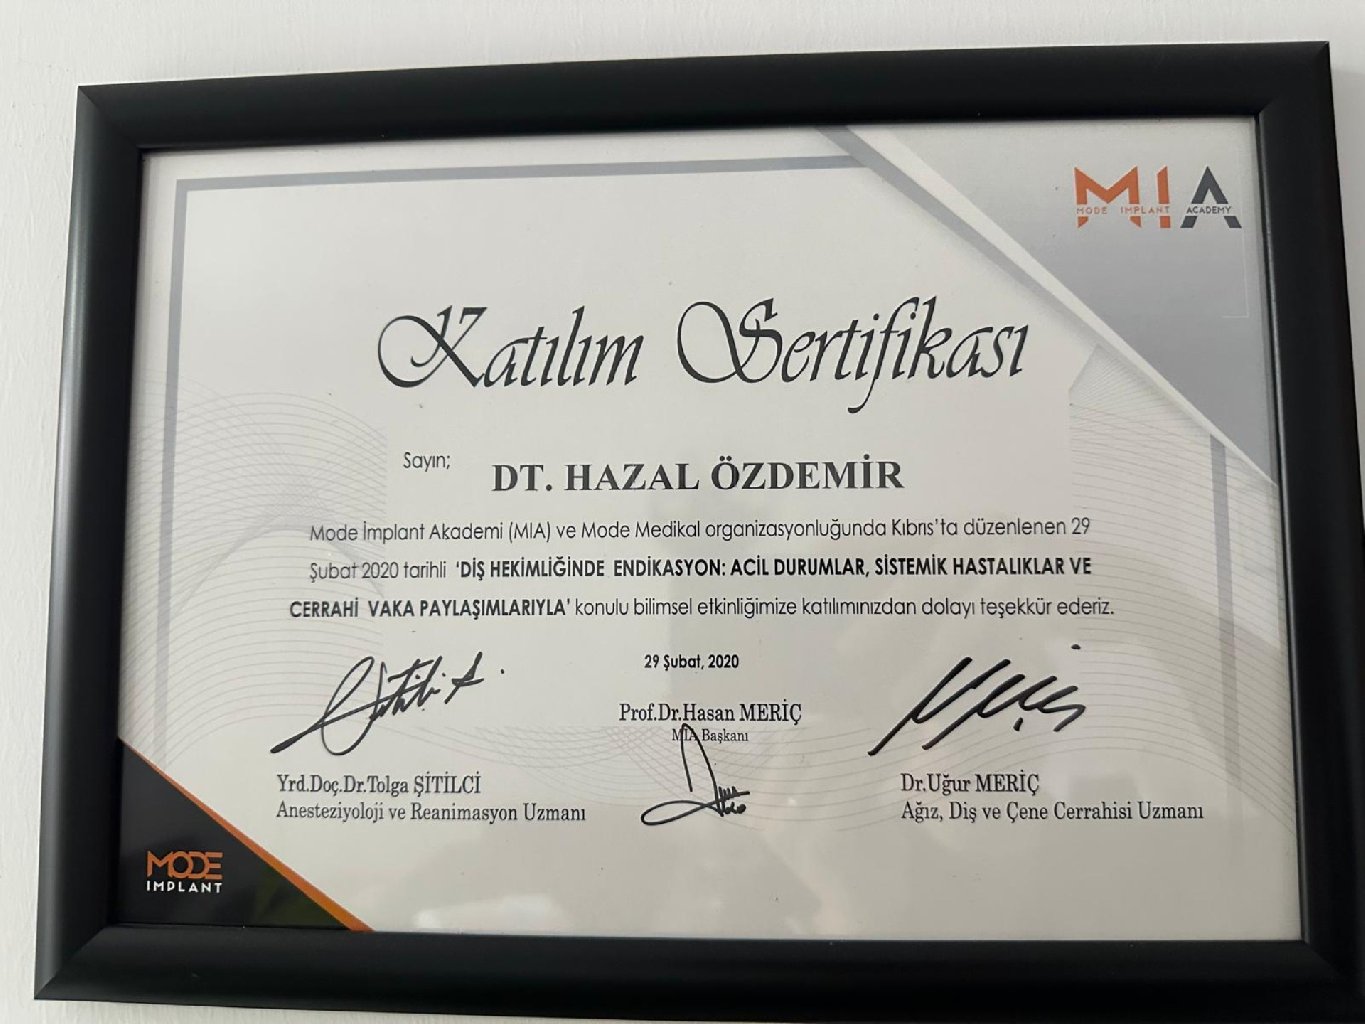 MIA
MODE IMPLANT ACADEMY
Katılım Sertifikası
Sayın;
DT. HAZAL ÖZDEMİR
Mode İmplant Akademi (MIA) ve Mode Medikal organizasyonluğunda Kıbrıs'ta düzenlenen 29
Şubat 2020 tarihli 'DİŞ HEKİMLİĞİNDE ENDİKASYON: ACİL DURUMLAR, SİSTEMİK HASTALIKLAR VE
CERRAHİ VAKA PAYLAŞIMLARIYLA' konulu bilimsel etkinliğimize katılımınızdan dolayı teşekkür ederiz.
29 Şubat, 2020
Prof.Dr.Hasan MERİÇ
MIA Başkanı
Yrd.Doç.Dr.Tolga ŞİTİLCİ
Anesteziyoloji ve Reanimasyon Uzmanı
Dr.Uğur MERİÇ
Ağız, Diş ve Çene Cerrahisi Uzmanı
MODE
IMPLANT